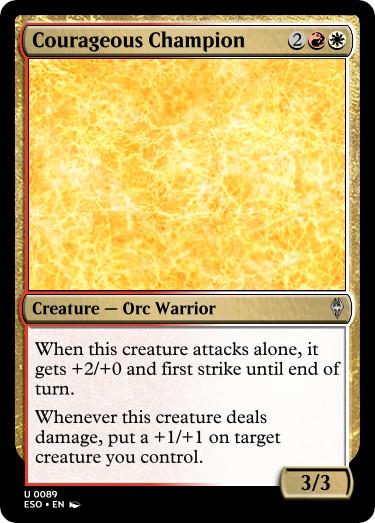 Courageous Champion 2
Creature — Orc Warrior
When this creature attacks alone, it
gets +2/+0 and first strike until end of
turn.
Whenever this creature deals
damage, put a +1/+1 on target
creature you control.
3/3
U 0089
ESO • EN